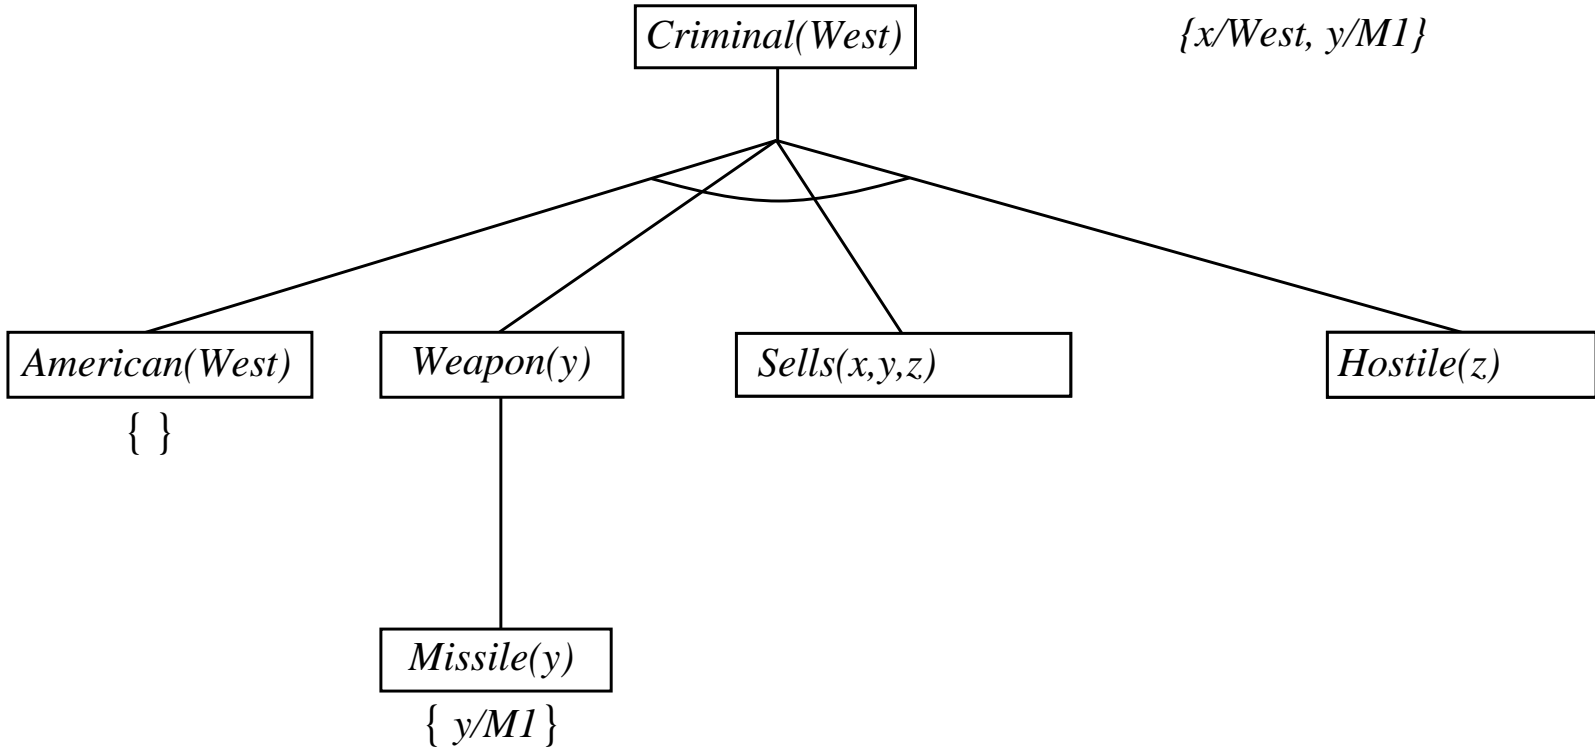 Criminal(West)
{x/West, y/M1}
American(West)
Weapon(y)
Sells(x,y,z)
Hostile(z)
{ }
Missile(y)
{ y/M1 }